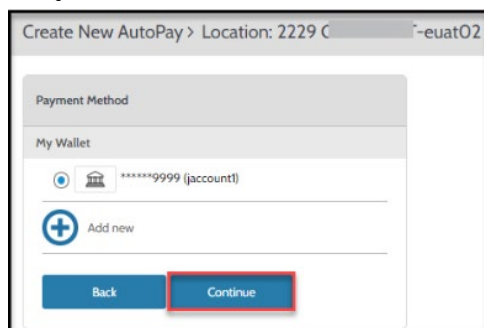 Create New AutoPay > Location: 2229 -euat02
Payment Method
My Wallet
******9999 (jaccount1)
Add new
Back Continue